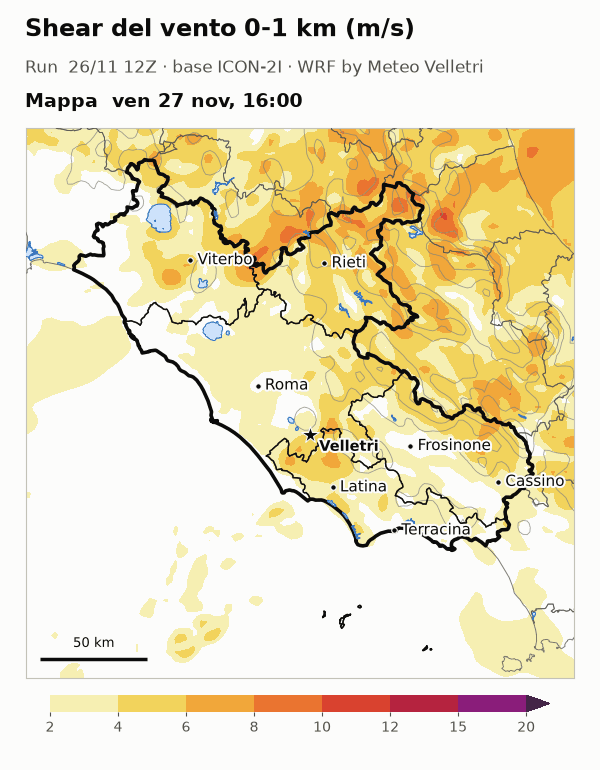 Shear del vento 0-1 km (m/s)
Run  26/11 12Z · base ICON-2I · WRF by Meteo Velletri
Mappa  ven 27 nov, 16:00
Viterbo
Rieti
Roma
Velletri
Frosinone
Latina
Cassino
Terracina
50 km
2 4 6 8 10 12 15 20